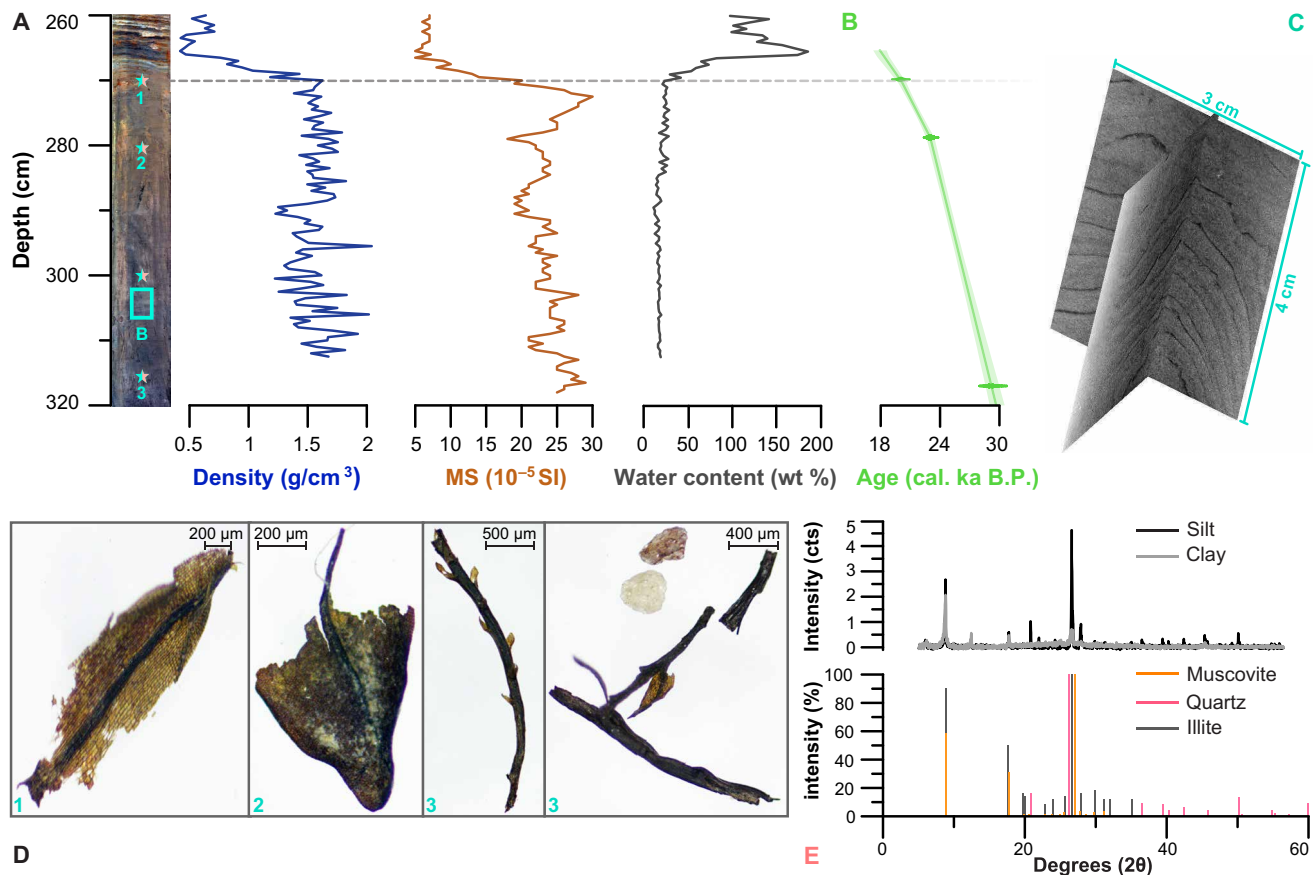 A
B
C
260
280
300
320
Depth (cm)
1
2
B
3
0.5 1 1.5 2
Density (g/cm³)
5 10 15 20 25 30
MS (10⁻⁵ SI)
0 50 100 150 200
Water content (wt %)
18 24 30
Age (cal. ka B.P.)
3 cm
4 cm
200 µm
200 µm
500 µm
400 µm
1
2
3
3
D
5
4
3
2
1
0
Intensity (cts)
Silt
Clay
100
80
60
40
20
0
intensity (%)
Muscovite
Quartz
Illite
0 20 40 60
Degrees (2θ)
E